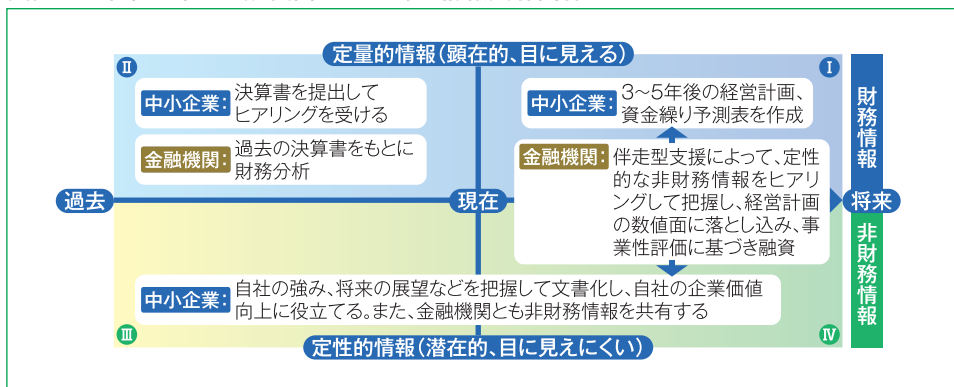 定量的情報（顕在的、目に見える）
Ⅱ
中小企業： 決算書を提出して
ヒアリングを受ける
金融機関： 過去の決算書をもとに
財務分析
Ⅰ
中小企業： 3～5年後の経営計画、
資金繰り予測表を作成
金融機関： 伴走型支援によって、定性
的な非財務情報をヒアリ
ングして把握し、経営計画
の数値面に落とし込み、事
業性評価に基づき融資
財務情報
過去
現在
将来
非財務情報
中小企業： 自社の強み、将来の展望などを把握して文書化し、自社の企業価値
向上に役立てる。また、金融機関とも非財務情報を共有する
Ⅲ
Ⅳ
定性的情報（潜在的、目に見えにくい）